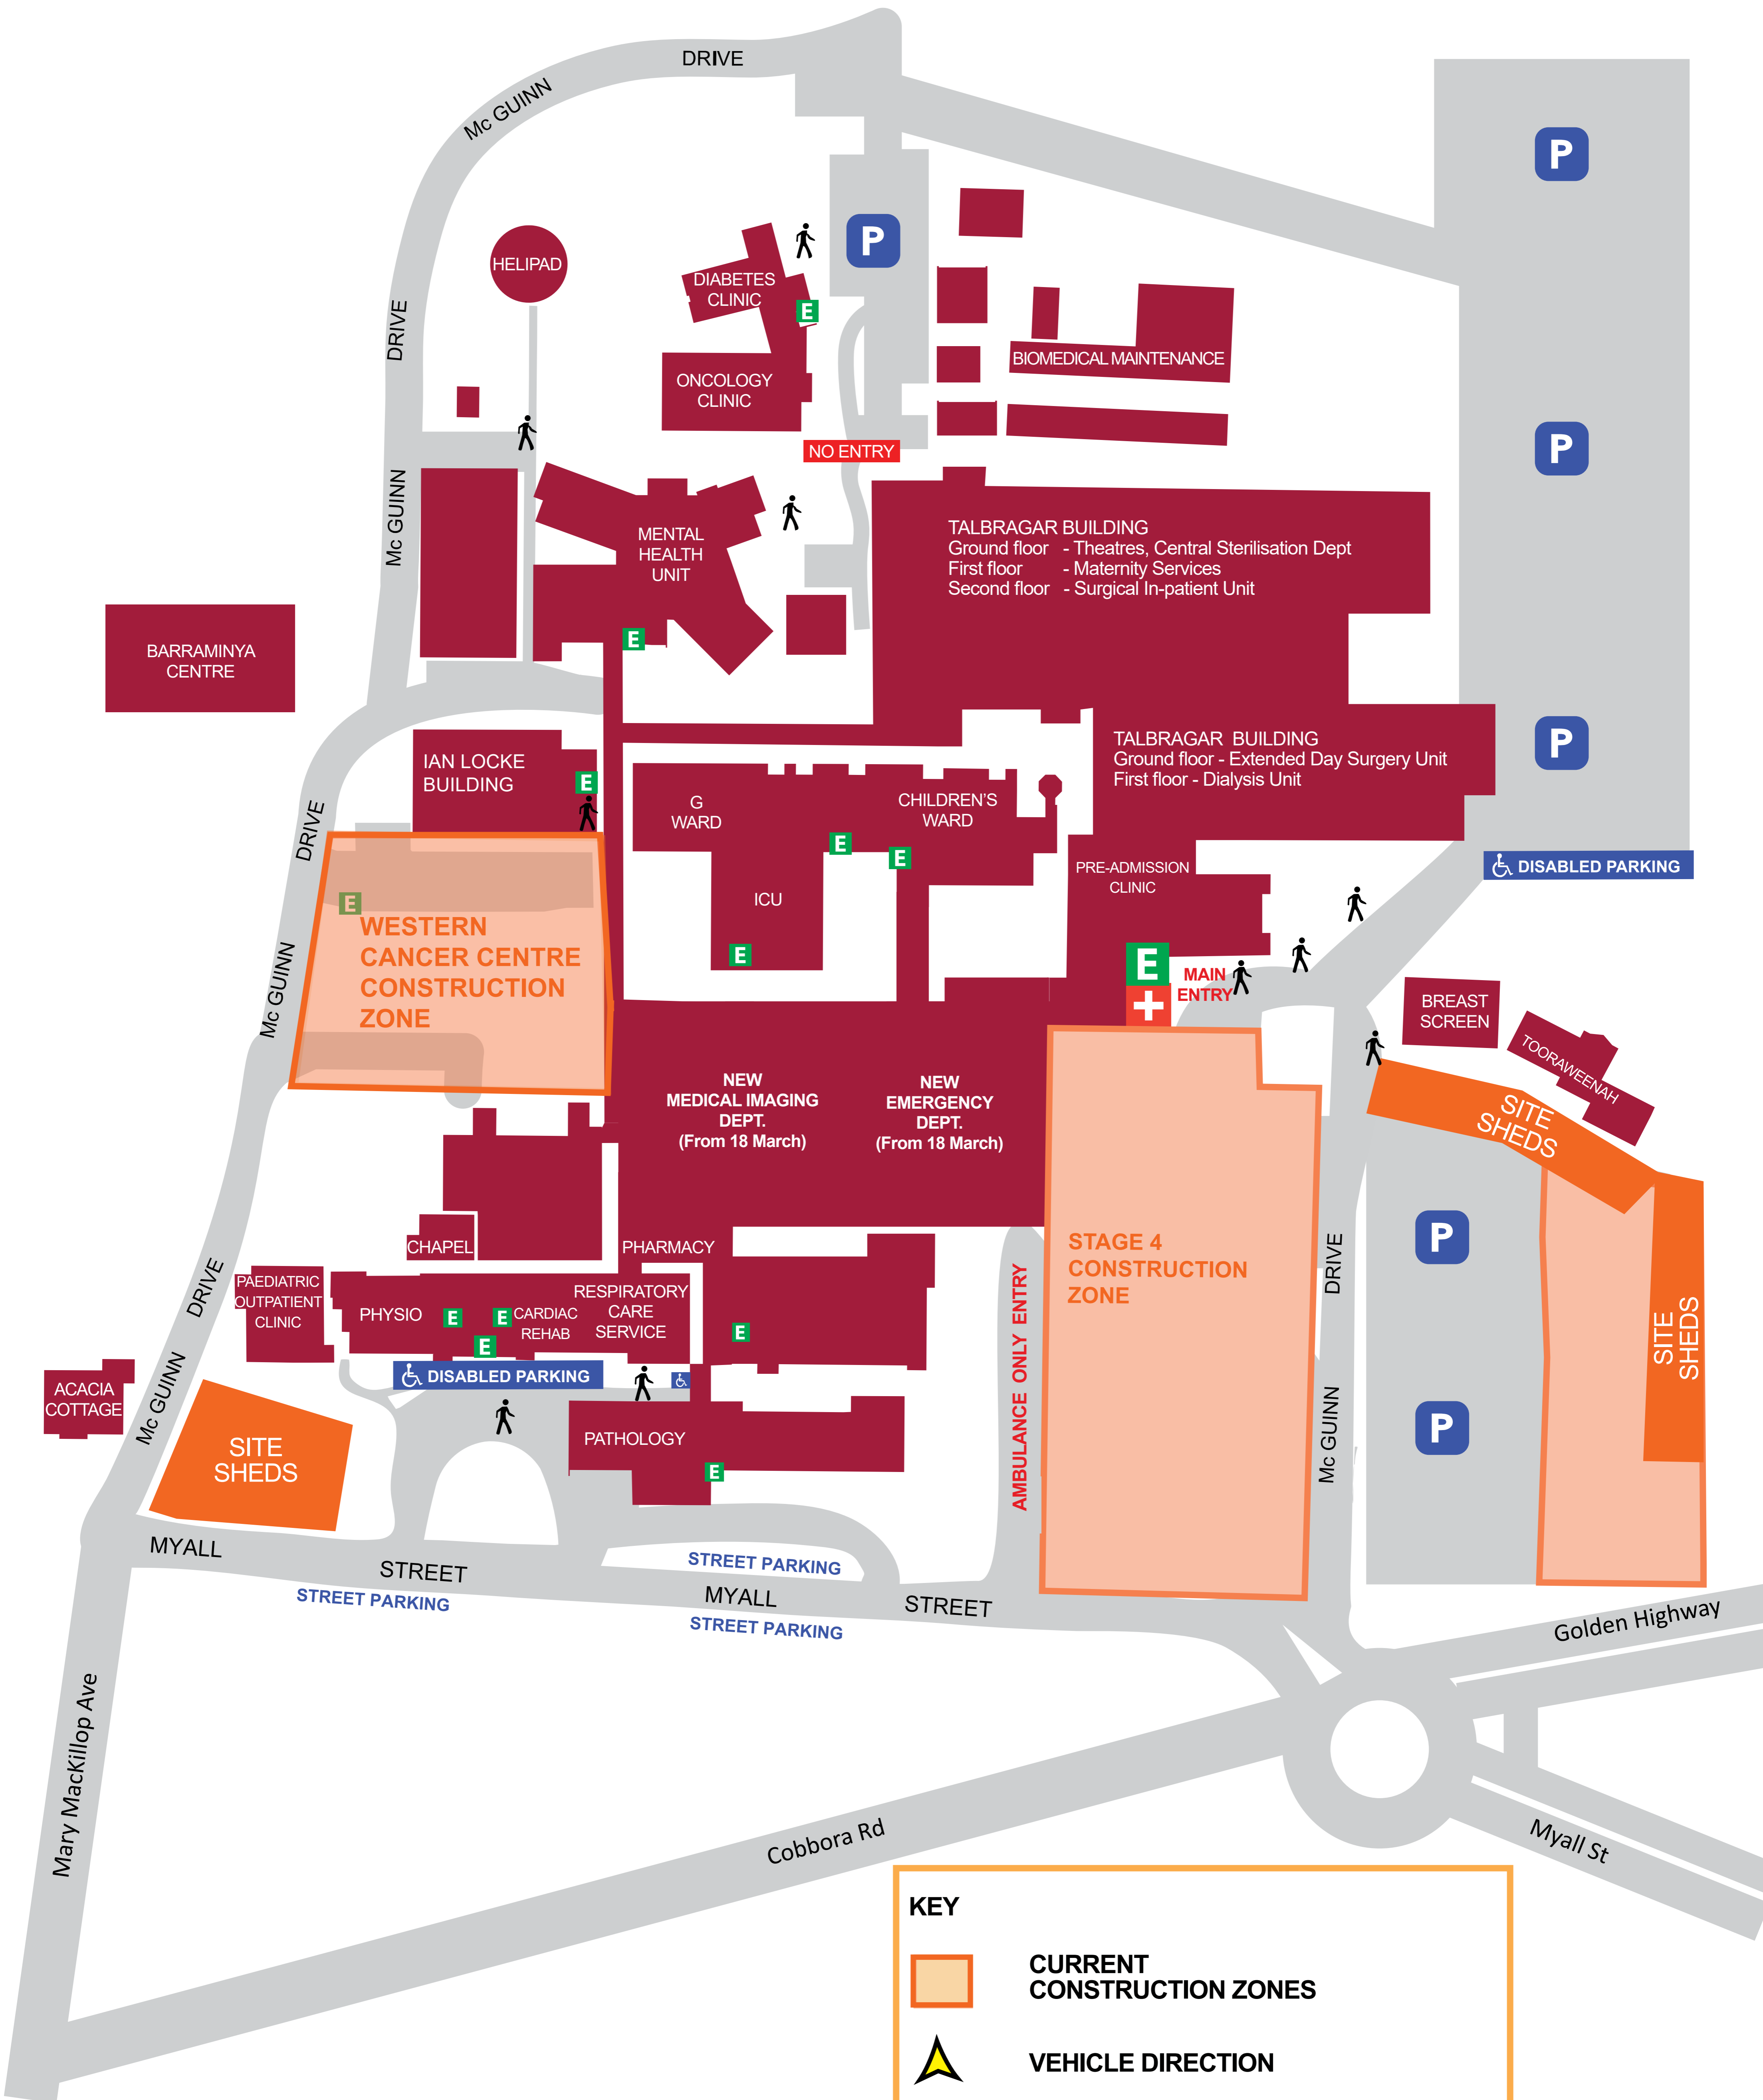 DRIVE
Mc GUINN
P
P
HELIPAD
DIABETES
CLINIC
E
DRIVE
BIOMEDICAL MAINTENANCE
ONCOLOGY
CLINIC
NO ENTRY
P
Mc GUINN
MENTAL
HEALTH
UNIT
E
TALBRAGAR BUILDING
Ground floor - Theatres, Central Sterilisation Dept
First floor - Maternity Services
Second floor - Surgical In-patient Unit
BARRAMINYA
CENTRE
TALBRAGAR BUILDING
Ground floor - Extended Day Surgery Unit
First floor - Dialysis Unit
P
IAN LOCKE
BUILDING
E
G
WARD
CHILDREN'S
WARD
E
E
DRIVE
PRE-ADMISSION
CLINIC
DISABLED PARKING
ICU
E
E
WESTERN
CANCER CENTRE
CONSTRUCTION
ZONE
Mc GUINN
E
MAIN
ENTRY
BREAST
SCREEN
TOORAWEENAH
NEW
MEDICAL IMAGING
DEPT.
(From 18 March)
NEW
EMERGENCY
DEPT.
(From 18 March)
SITE
SHEDS
CHAPEL
PHARMACY
STAGE 4
CONSTRUCTION
ZONE
P
DRIVE
DRIVE
PAEDIATRIC
OUTPATIENT
CLINIC
PHYSIO
E
E
E
CARDIAC
REHAB
RESPIRATORY
CARE
SERVICE
E
SITE
SHEDS
DISABLED PARKING
AMBULANCE ONLY ENTRY
ACACIA
COTTAGE
Mc GUINN
Mc GUINN
P
SITE
SHEDS
PATHOLOGY
E
MYALL
STREET
STREET PARKING
STREET PARKING
MYALL
STREET
STREET PARKING
Golden Highway
Mary MacKillop Ave
Cobbora Rd
Myall St
KEY
CURRENT
CONSTRUCTION ZONES
VEHICLE DIRECTION